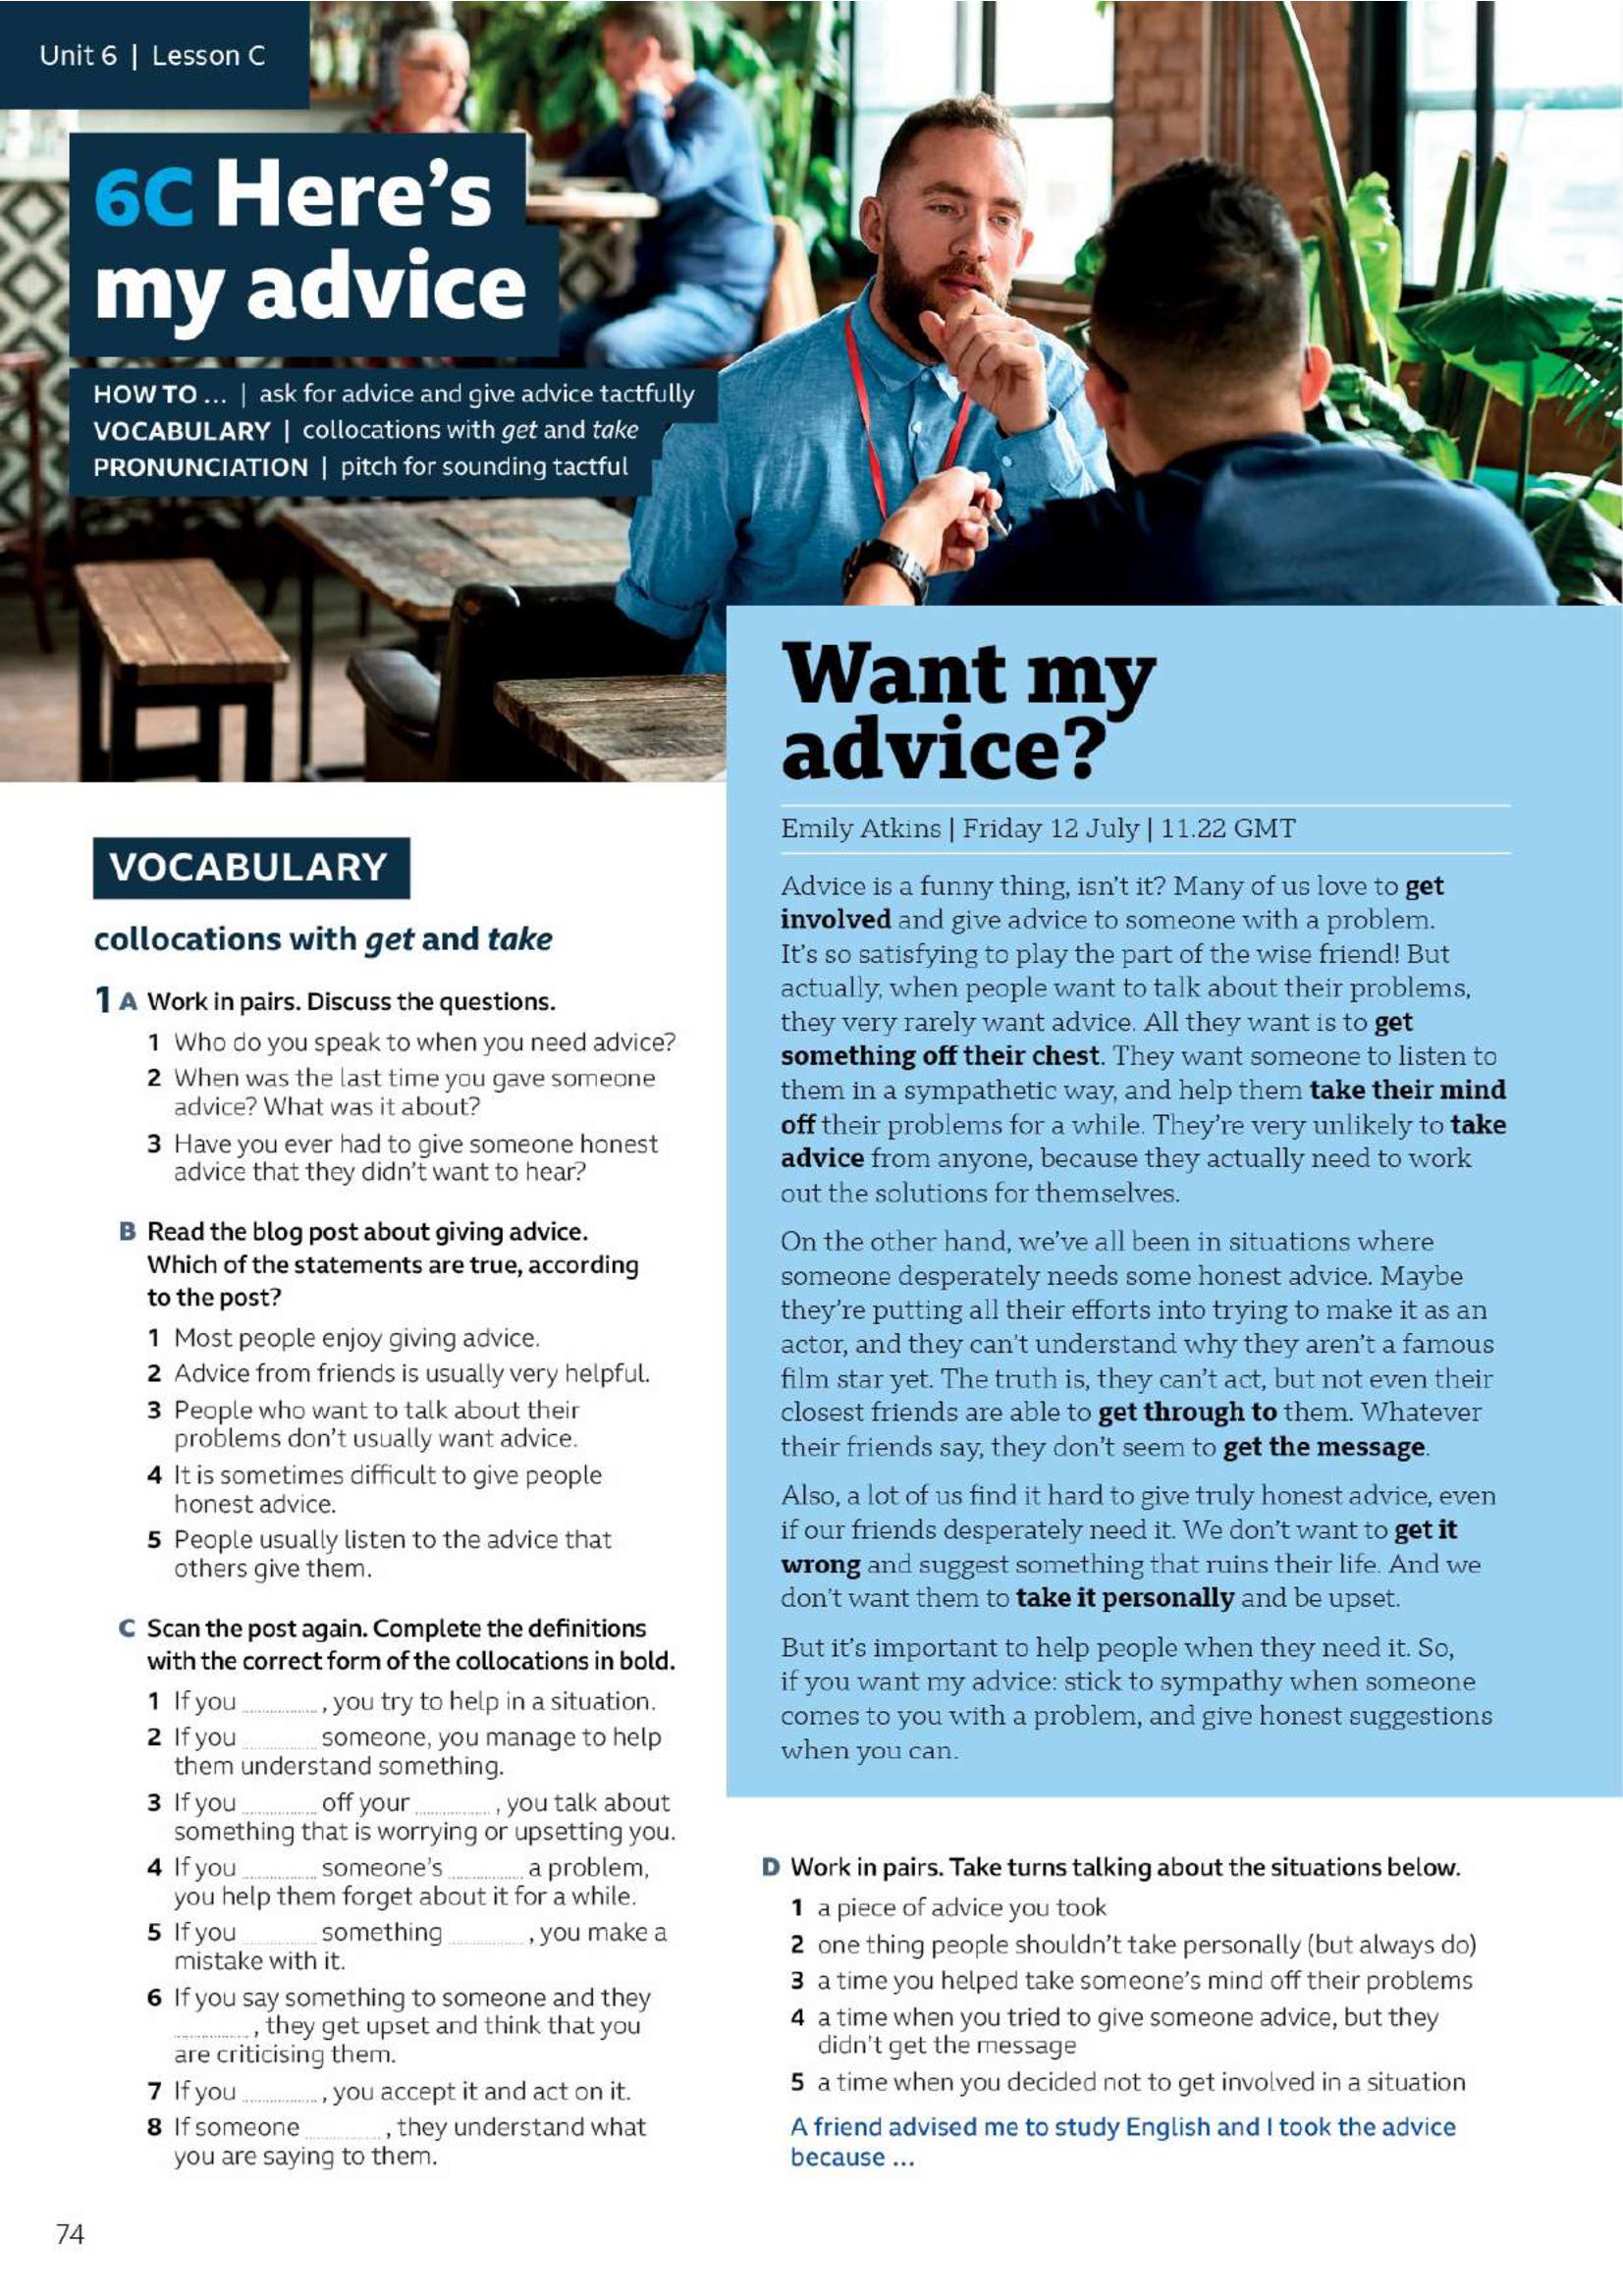 Unit 6 | Lesson C
6C Here's
my advice
HOW TO ... | ask for advice and give advice tactfully
VOCABULARY | collocations with get and take
PRONUNCIATION | pitch for sounding tactful
VOCABULARY
collocations with get and take
1 A Work in pairs. Discuss the questions.
1 Who do you speak to when you need advice?
2 When was the last time you gave someone
advice? What was it about?
3 Have you ever had to give someone honest
advice that they didn't want to hear?
B Read the blog post about giving advice.
Which of the statements are true, according
to the post?
1 Most people enjoy giving advice.
2 Advice from friends is usually very helpful.
3 People who want to talk about their
problems don't usually want advice.
4 It is sometimes difficult to give people
honest advice.
5 People usually listen to the advice that
others give them.
C Scan the post again. Complete the definitions
with the correct form of the collocations in bold.
1 If you ............, you try to help in a situation.
2 If you ............ someone, you manage to help
them understand something.
3 If you ............ off your ............, you talk about
something that is worrying or upsetting you.
4 If you ............ someone's ............ a problem,
you help them forget about it for a while.
5 If you ............ something ............, you make a
mistake with it.
6 If you say something to someone and they
............, they get upset and think that you
are criticising them.
7 If you ............, you accept it and act on it.
8 If someone ............, they understand what
you are saying to them.
Want my
advice?
Emily Atkins | Friday 12 July | 11.22 GMT
Advice is a funny thing, isn't it? Many of us love to get
involved and give advice to someone with a problem.
It's so satisfying to play the part of the wise friend! But
actually, when people want to talk about their problems,
they very rarely want advice. All they want is to get
something off their chest. They want someone to listen to
them in a sympathetic way, and help them take their mind
off their problems for a while. They're very unlikely to take
advice from anyone, because they actually need to work
out the solutions for themselves.
On the other hand, we've all been in situations where
someone desperately needs some honest advice. Maybe
they're putting all their efforts into trying to make it as an
actor, and they can't understand why they aren't a famous
film star yet. The truth is, they can't act, but not even their
closest friends are able to get through to them. Whatever
their friends say, they don't seem to get the message.
Also, a lot of us find it hard to give truly honest advice, even
if our friends desperately need it. We don't want to get it
wrong and suggest something that ruins their life. And we
don't want them to take it personally and be upset.
But it's important to help people when they need it. So,
if you want my advice: stick to sympathy when someone
comes to you with a problem, and give honest suggestions
when you can.
D Work in pairs. Take turns talking about the situations below.
1 a piece of advice you took
2 one thing people shouldn't take personally (but always do)
3 a time you helped take someone's mind off their problems
4 a time when you tried to give someone advice, but they
didn't get the message
5 a time when you decided not to get involved in a situation
A friend advised me to study English and I took the advice
because ...
74